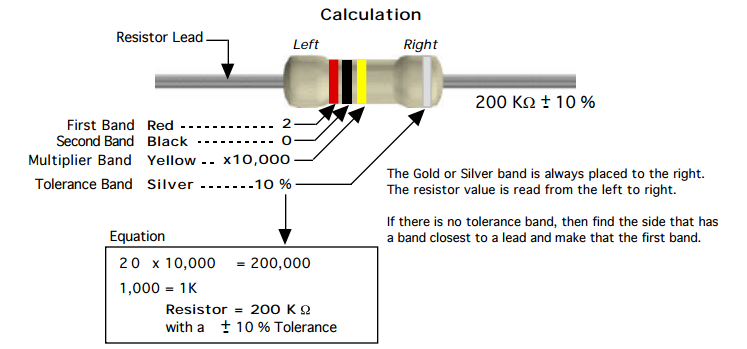 Calculation
Resistor Lead
Left
Right
200 KΩ ± 10 %
First Band Red ------------- 2
Second Band Black ----------- 0
Multiplier Band Yellow -- x10,000
Tolerance Band Silver -------10 %
The Gold or Silver band is always placed to the right.
The resistor value is read from the left to right.
If there is no tolerance band, then find the side that has
a band closest to a lead and make that the first band.
Equation
2 0 x 10,000 = 200,000
1,000 = 1K
Resistor = 200 K Ω
with a ± 10 % Tolerance